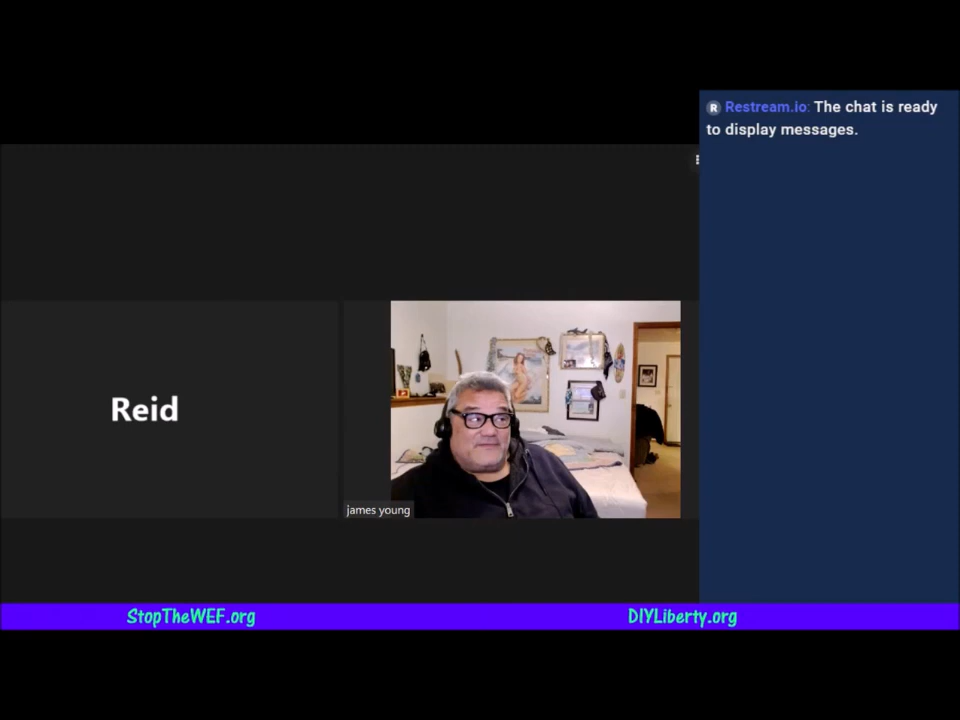 R Restream.io: The chat is ready
to display messages.
Reid
james young
StopTheWEF.org
DIYLiberty.org